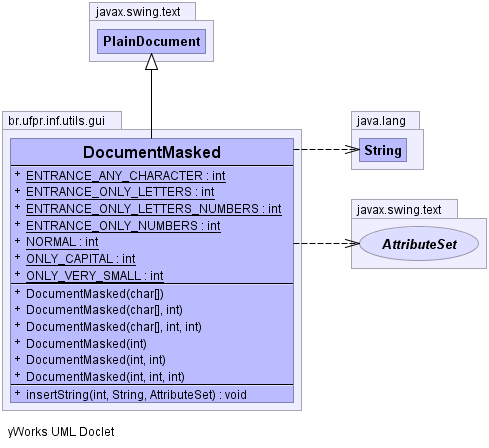 javax.swing.text
PlainDocument
br.ufpr.inf.utils.gui
DocumentMasked
+ ENTRANCE_ANY_CHARACTER : int
+ ENTRANCE_ONLY_LETTERS : int
+ ENTRANCE_ONLY_LETTERS_NUMBERS : int
+ ENTRANCE_ONLY_NUMBERS : int
+ NORMAL : int
+ ONLY_CAPITAL : int
+ ONLY_VERY_SMALL : int
+ DocumentMasked(char[])
+ DocumentMasked(char[], int)
+ DocumentMasked(char[], int, int)
+ DocumentMasked(int)
+ DocumentMasked(int, int)
+ DocumentMasked(int, int, int)
+ insertString(int, String, AttributeSet) : void
java.lang
String
javax.swing.text
AttributeSet
yWorks UML Doclet